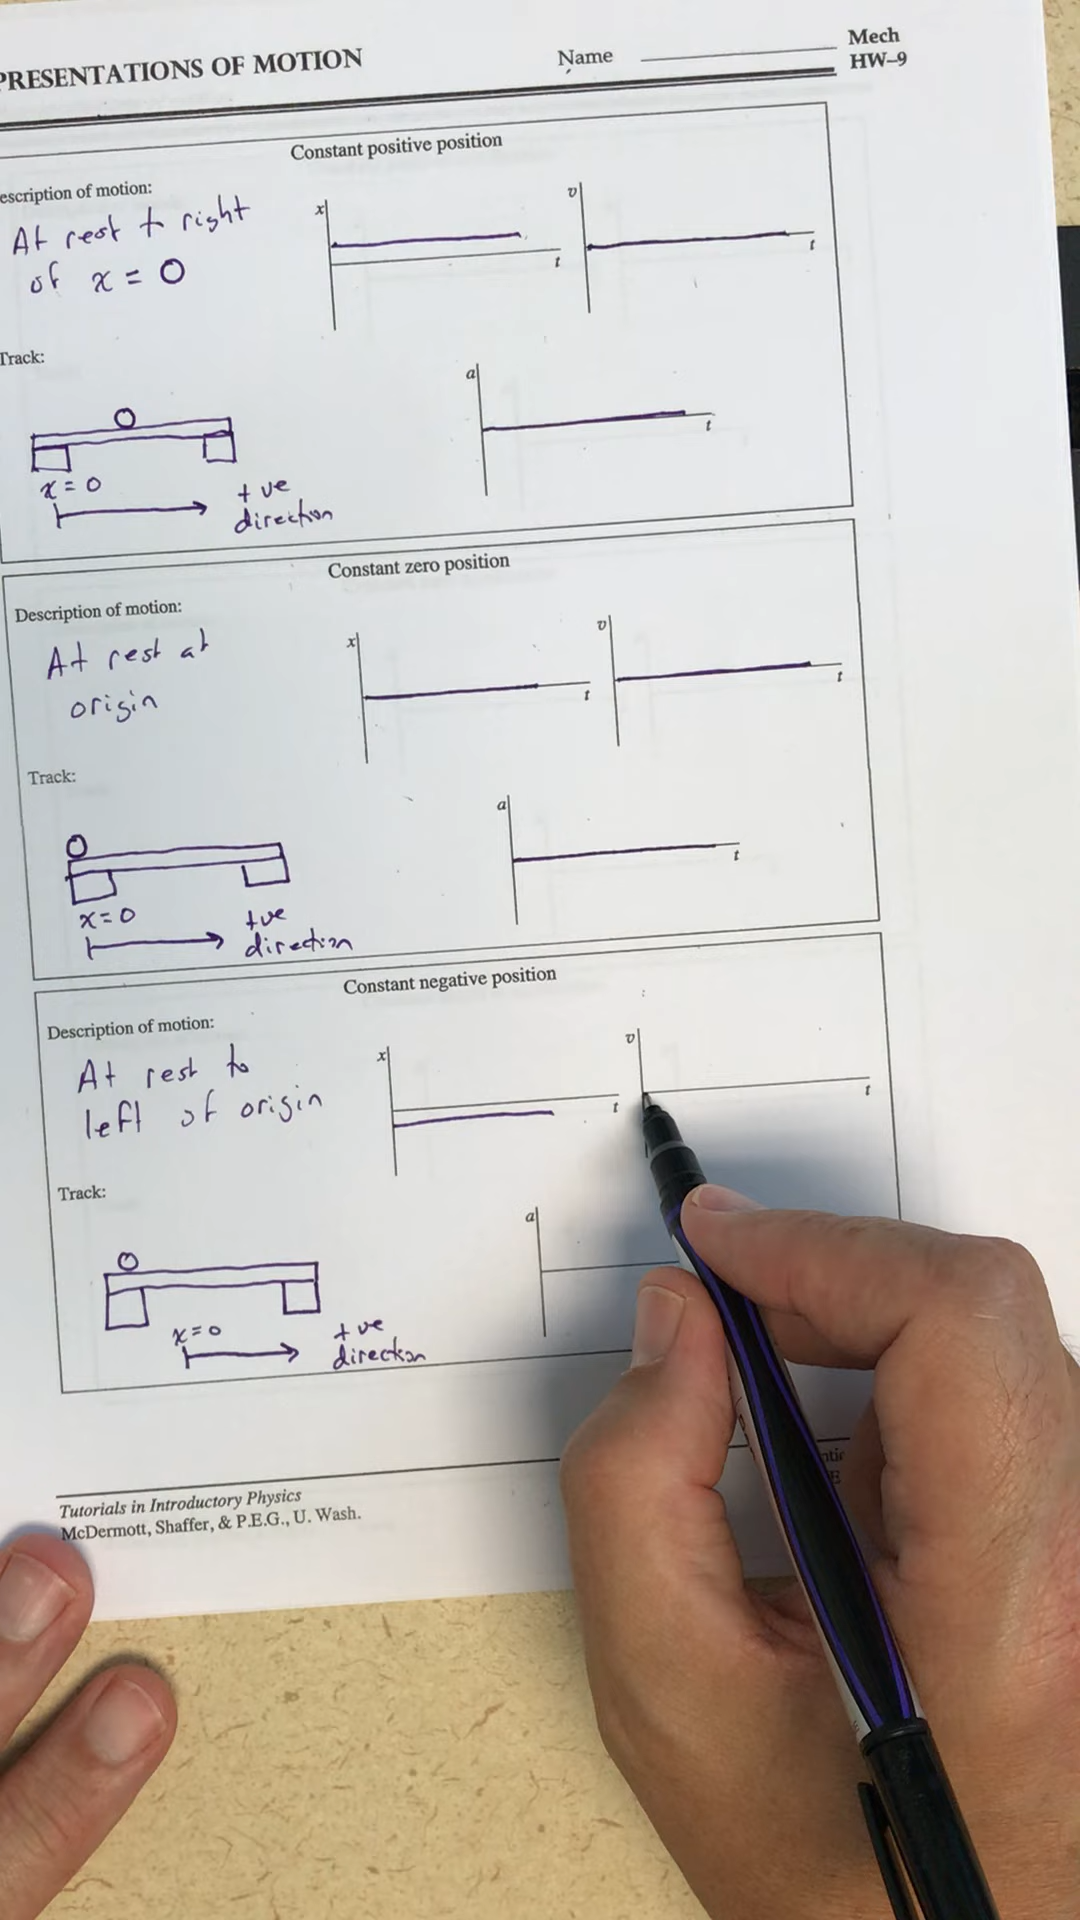 PRESENTATIONS OF MOTION
Name
Mech
HW–9
Constant positive position
escription of motion:
At rest to right
of x = 0
x
t
v
t
Track:
a
t
x = 0
+ve
direction
Constant zero position
Description of motion:
At rest at
origin
x
t
v
t
Track:
a
t
x = 0
+ve
direction
Constant negative position
Description of motion:
At rest to
left of origin
x
t
v
t
Track:
a
x = 0
+ve
direction
Tutorials in Introductory Physics
McDermott, Shaffer, & P.E.G., U. Wash.